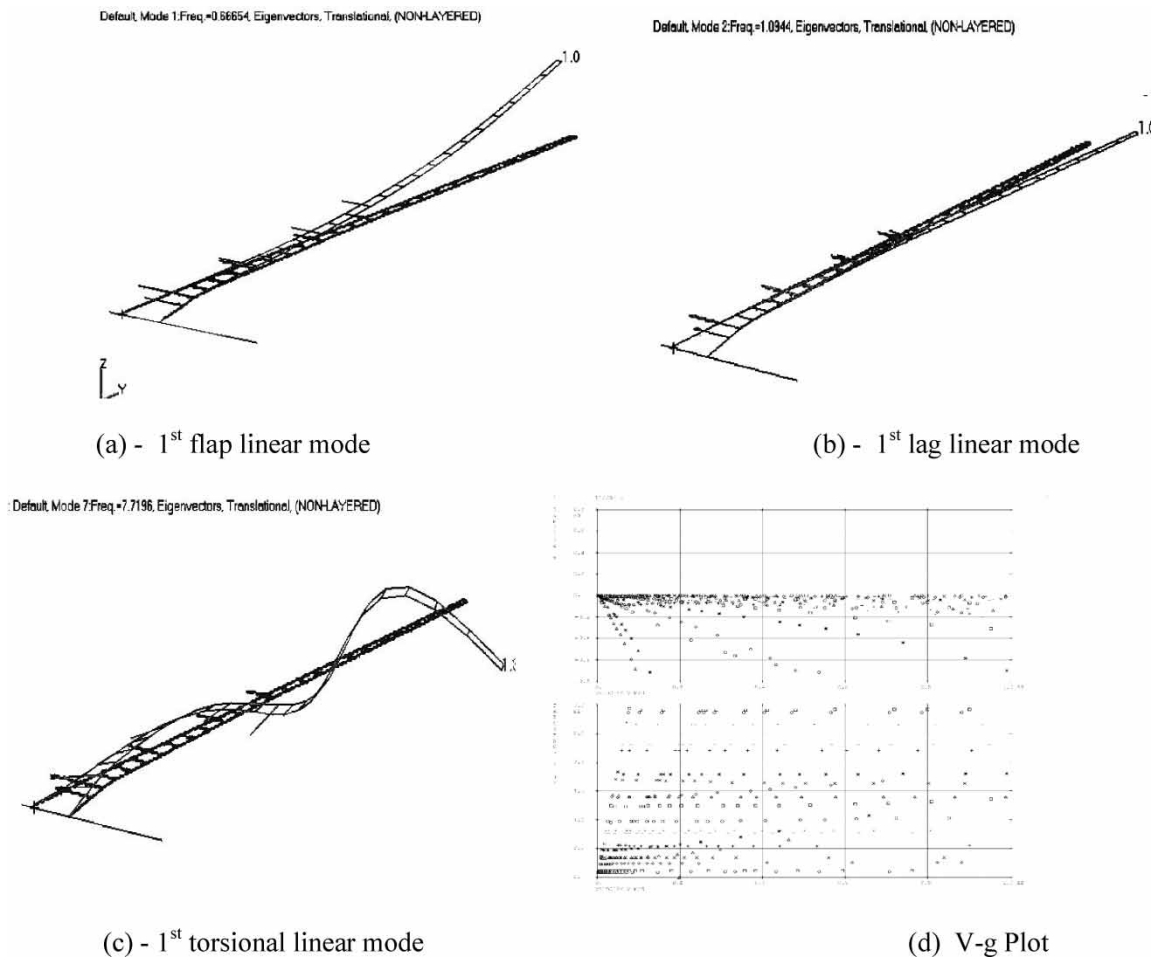 Default, Mode 1:Freq.=0.66654, Eigenvectors, Translational, (NON-LAYERED)
Default, Mode 2:Freq.=1.0944, Eigenvectors, Translational, (NON-LAYERED)
1.0
1.0
Z
Y
(a) - 1st flap linear mode
(b) - 1st lag linear mode
: Default, Mode 7:Freq.=7.7196, Eigenvectors, Translational, (NON-LAYERED)
(c) - 1st torsional linear mode
(d) V-g Plot